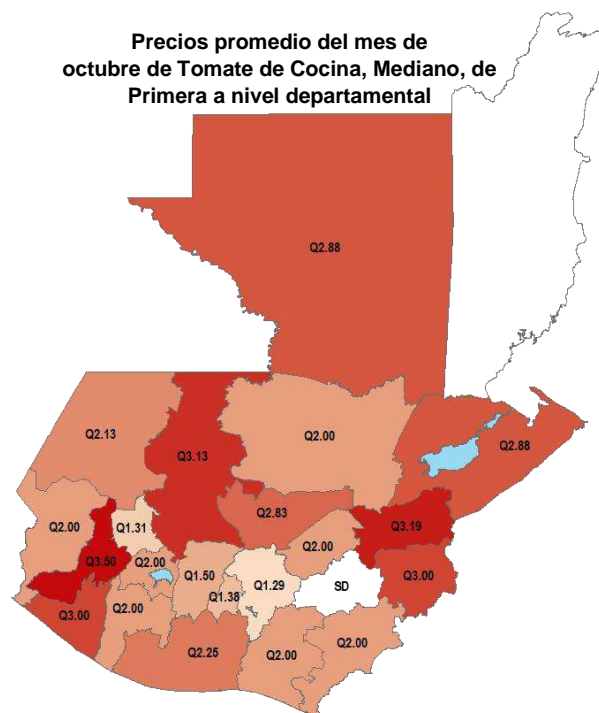 Precios promedio del mes de
octubre de Tomate de Cocina, Mediano, de
Primera a nivel departamental
Q2.88
Q2.13
Q3.13
Q2.00
Q2.88
Q2.00
Q1.31
Q2.83
Q2.00
Q3.19
Q3.50
Q2.00
Q1.50
Q1.38
Q1.29
SD
Q3.00
Q3.00
Q2.00
Q2.25
Q2.00
Q2.00